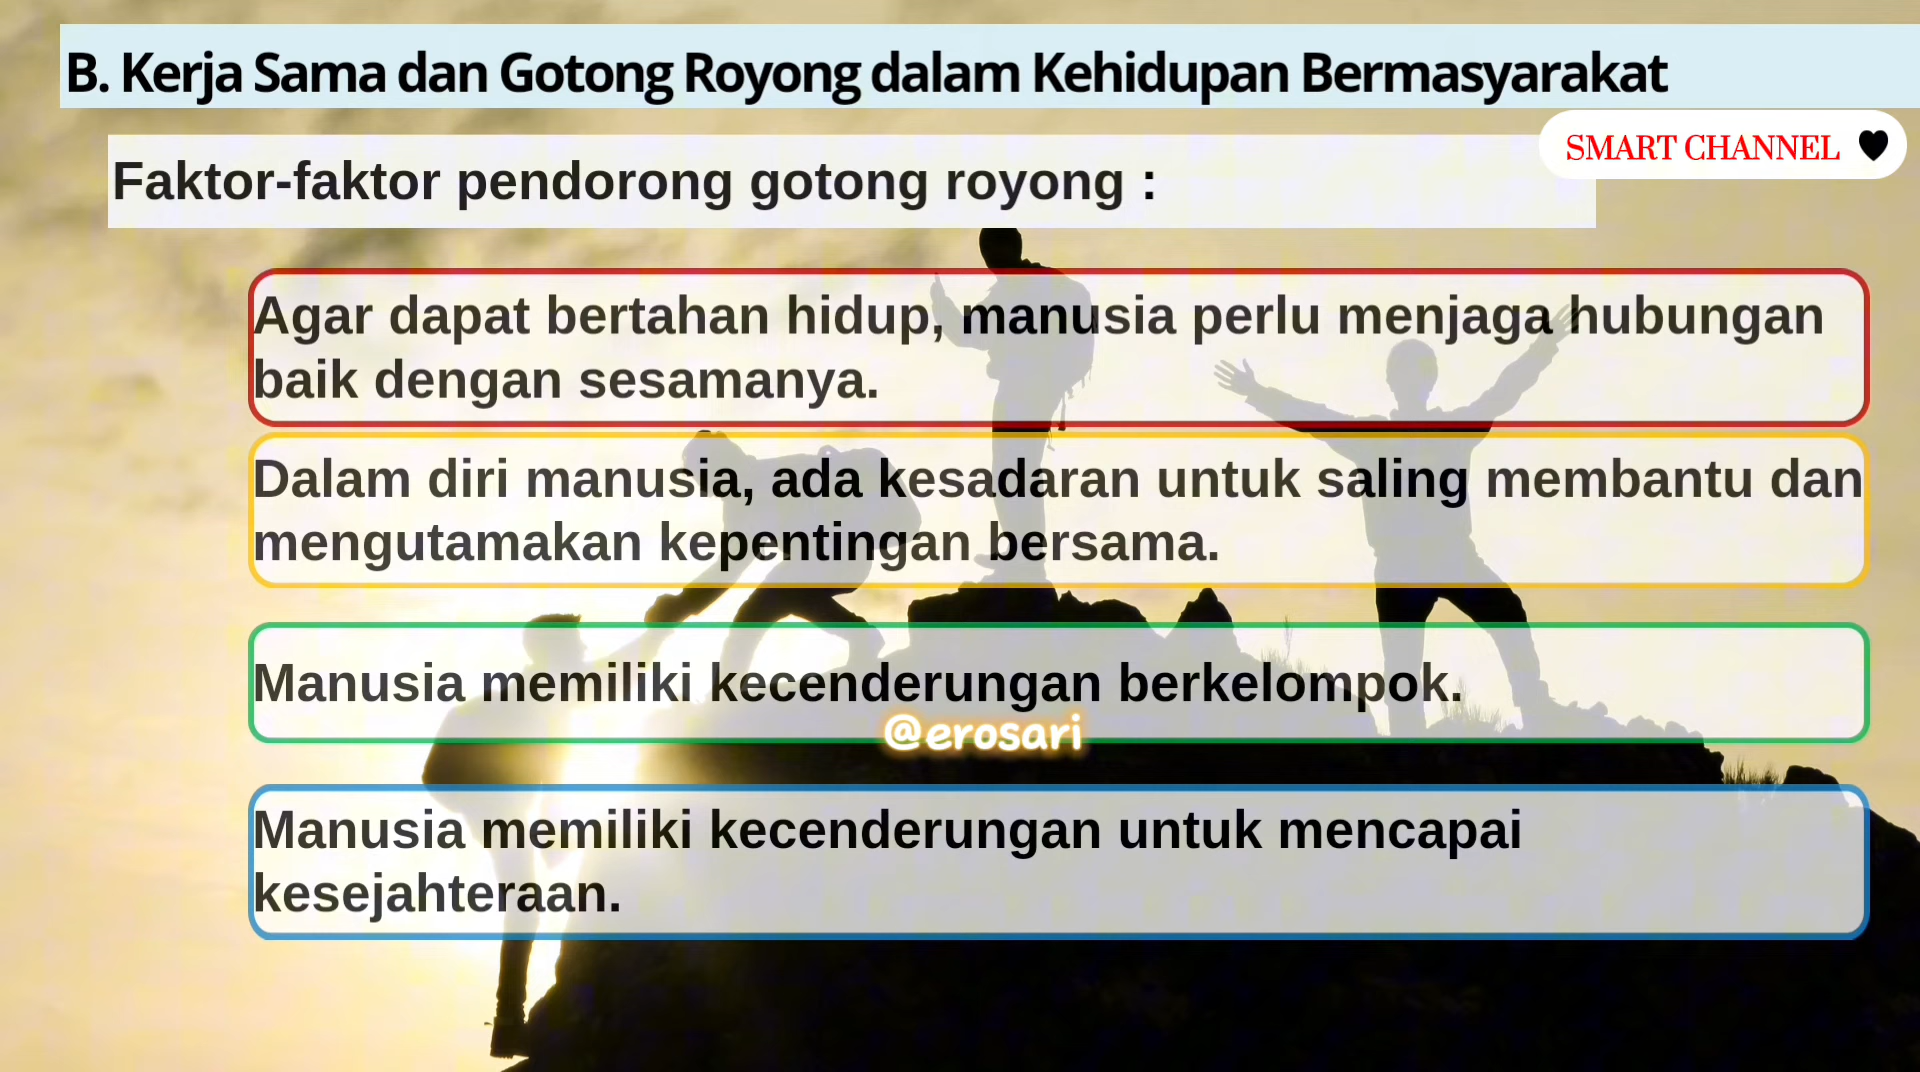 B. Kerja Sama dan Gotong Royong dalam Kehidupan Bermasyarakat
SMART CHANNEL
Faktor-faktor pendorong gotong royong :
Agar dapat bertahan hidup, manusia perlu menjaga hubungan
baik dengan sesamanya.
Dalam diri manusia, ada kesadaran untuk saling membantu dan
mengutamakan kepentingan bersama.
Manusia memiliki kecenderungan berkelompok.
@erosari
Manusia memiliki kecenderungan untuk mencapai
kesejahteraan.